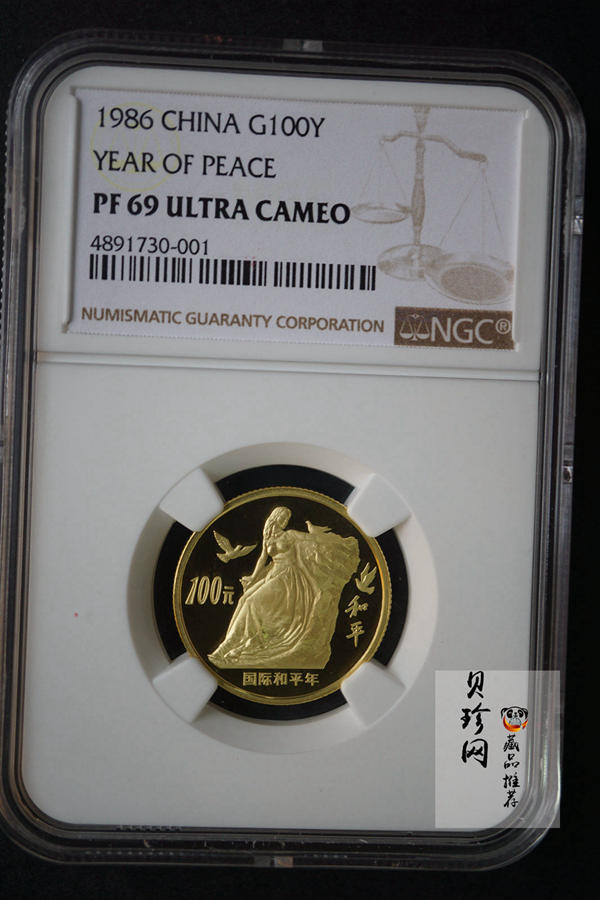 1986 CHINA G100Y
YEAR OF PEACE
PF 69 ULTRA CAMEO
4891730-001
NUMISMATIC GUARANTY CORPORATION
NGC®
100元
和平
国际和平年
贝珍网
藏品推荐